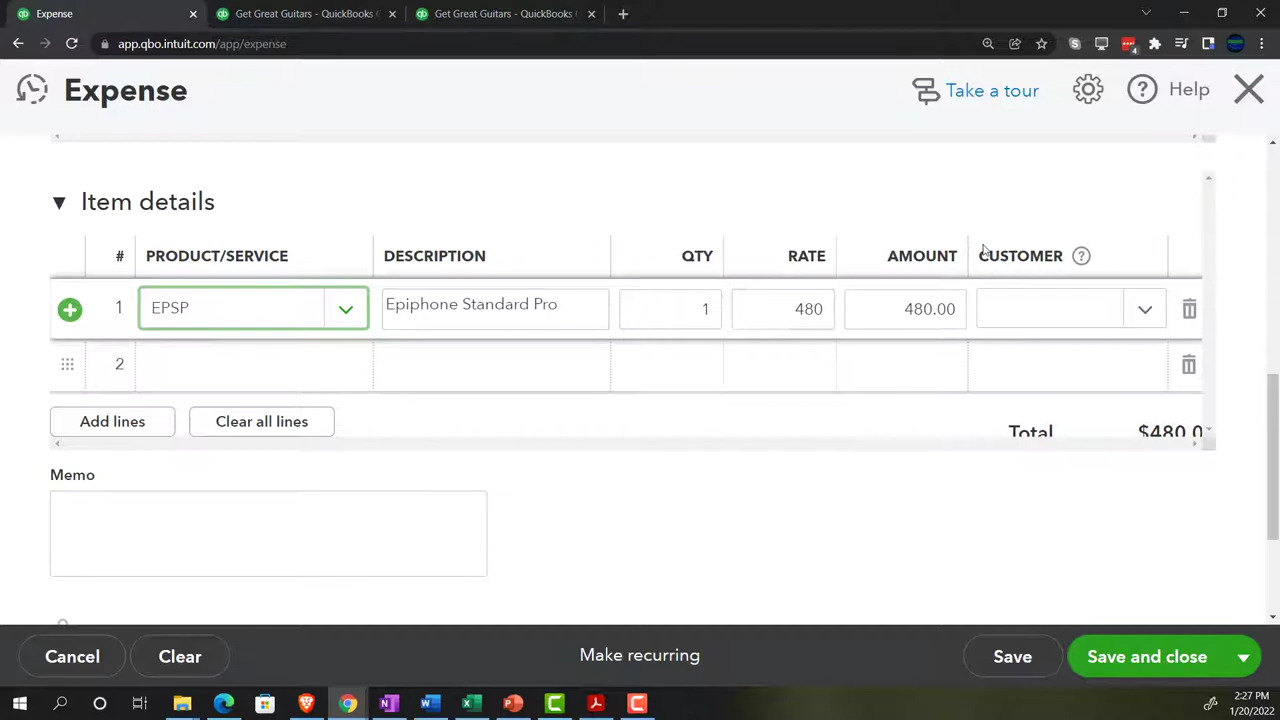 Expense
Get Great Guitars - QuickBooks
Get Great Guitars - QuickBooks
app.qbo.intuit.com/app/expense
4
Expense
Take a tour
Help
Item details
# PRODUCT/SERVICE DESCRIPTION QTY RATE AMOUNT CUSTOMER
1 EPSP Epiphone Standard Pro 1 480 480.00
2
Add lines Clear all lines
Total $480.0
Memo
Cancel Clear Make recurring Save Save and close
2:27 PM
1/20/2022